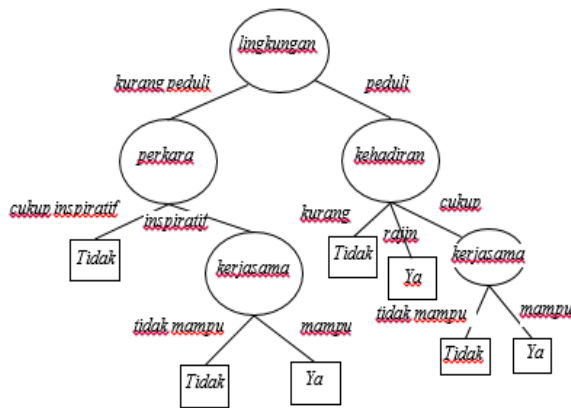 lingkungan
kurang peduli
peduli
perkara
kehadiran
cukup inspiratif
inspiratif
kurang
rajin
cukup
Tidak
kerjasama
Tidak
Ya
kerjasama
tidak mampu
mampu
tidak mampu
mampu
Tidak
Ya
Tidak
Ya